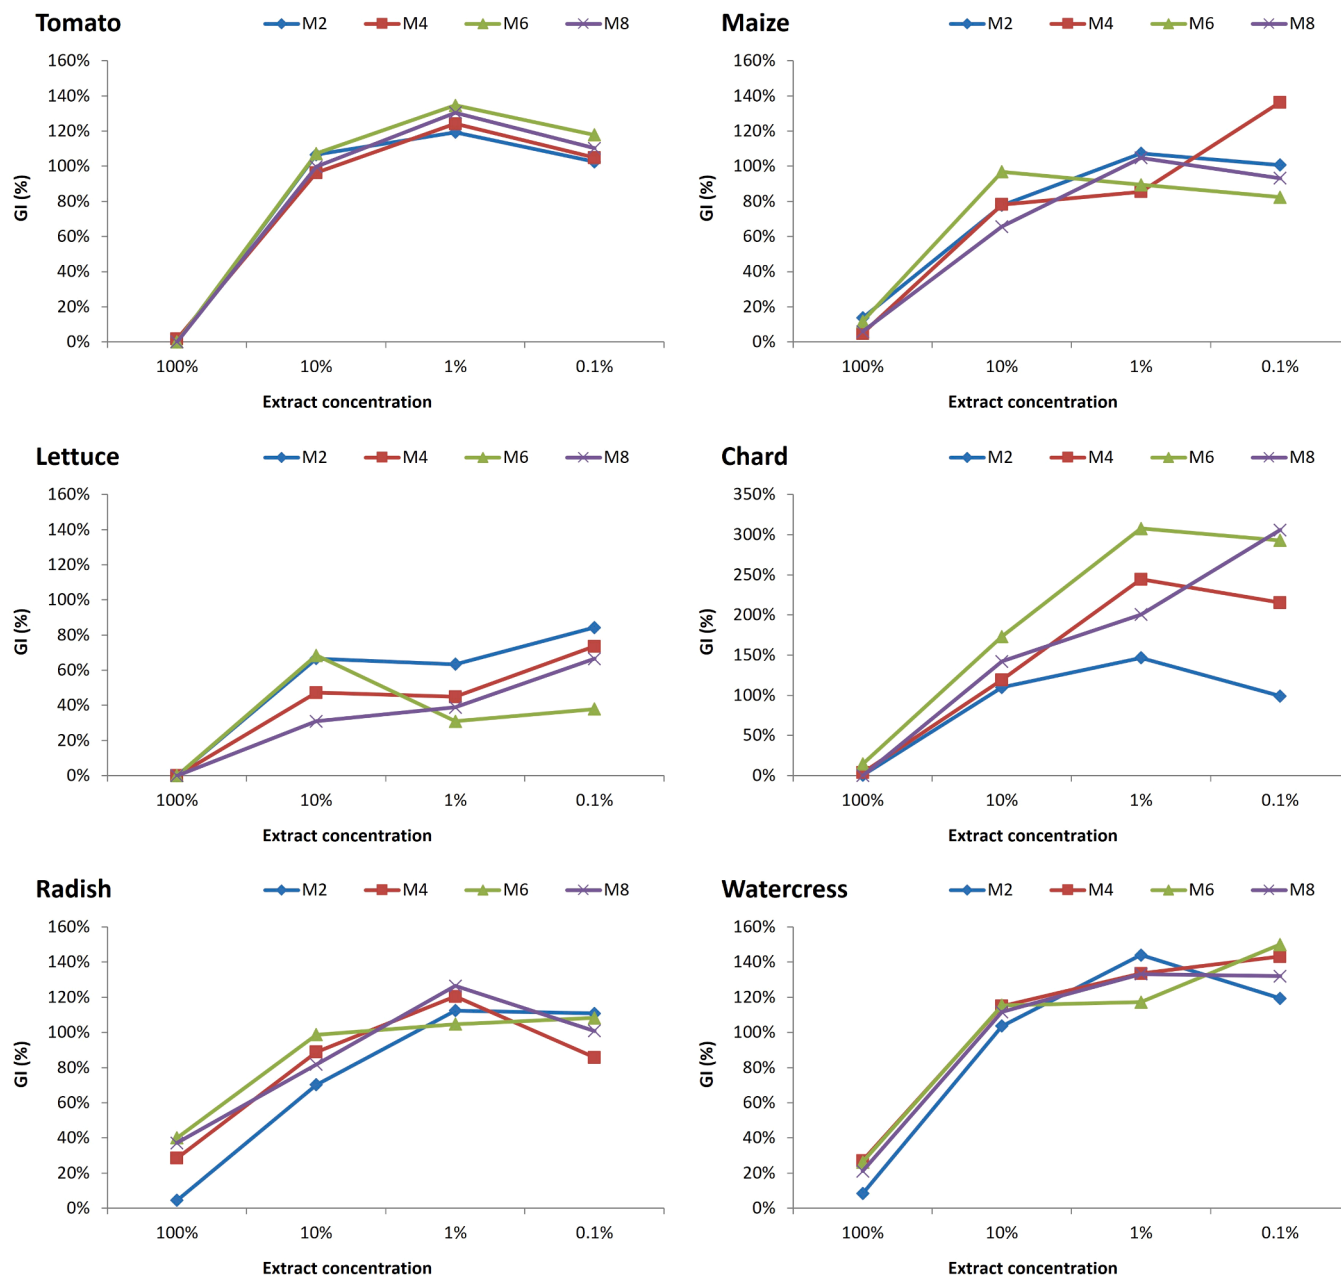 Tomato
M2 M4 M6 M8
160%
140%
120%
100%
80%
60%
40%
20%
0%
GI (%)
100% 10% 1% 0.1%
Extract concentration
Maize
M2 M4 M6 M8
160%
140%
120%
100%
80%
60%
40%
20%
0%
GI (%)
100% 10% 1% 0.1%
Extract concentration
Lettuce
M2 M4 M6 M8
160%
140%
120%
100%
80%
60%
40%
20%
0%
GI (%)
100% 10% 1% 0.1%
Extract concentration
Chard
M2 M4 M6 M8
350%
300%
250%
200%
150%
100%
50%
0%
GI (%)
100% 10% 1% 0.1%
Extract concentration
Radish
M2 M4 M6 M8
160%
140%
120%
100%
80%
60%
40%
20%
0%
GI (%)
100% 10% 1% 0.1%
Extract concentration
Watercress
M2 M4 M6 M8
160%
140%
120%
100%
80%
60%
40%
20%
0%
GI (%)
100% 10% 1% 0.1%
Extract concentration